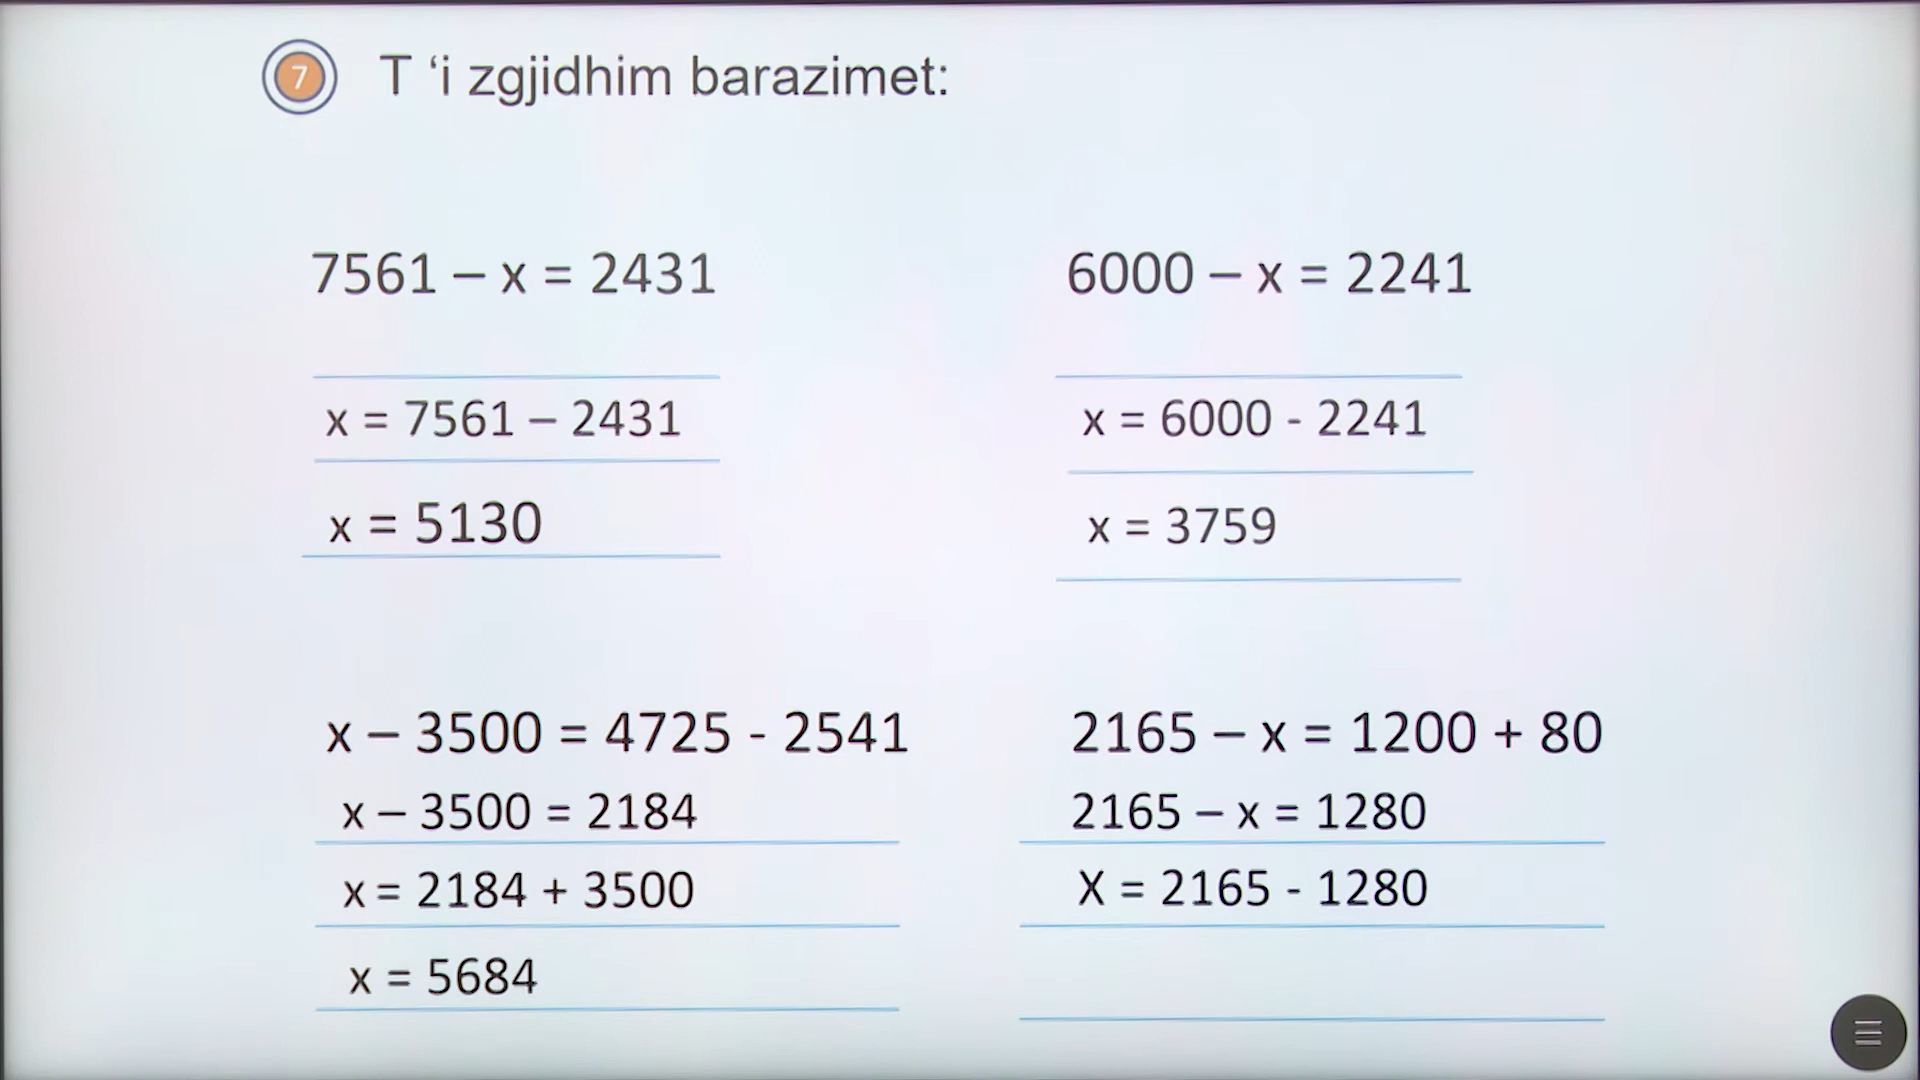 7 T ‘i zgjidhim barazimet:
7561 – x = 2431
x = 7561 – 2431
x = 5130
6000 – x = 2241
x = 6000 - 2241
x = 3759
x – 3500 = 4725 - 2541
x – 3500 = 2184
x = 2184 + 3500
x = 5684
2165 – x = 1200 + 80
2165 – x = 1280
X = 2165 - 1280